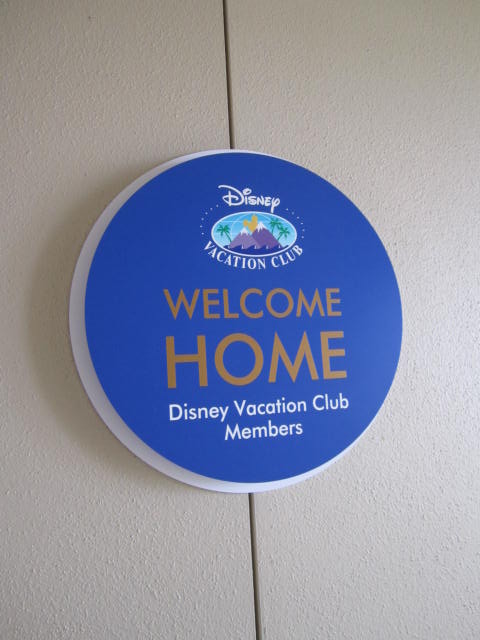 Disney
VACATION CLUB
WELCOME
HOME
Disney Vacation Club
Members